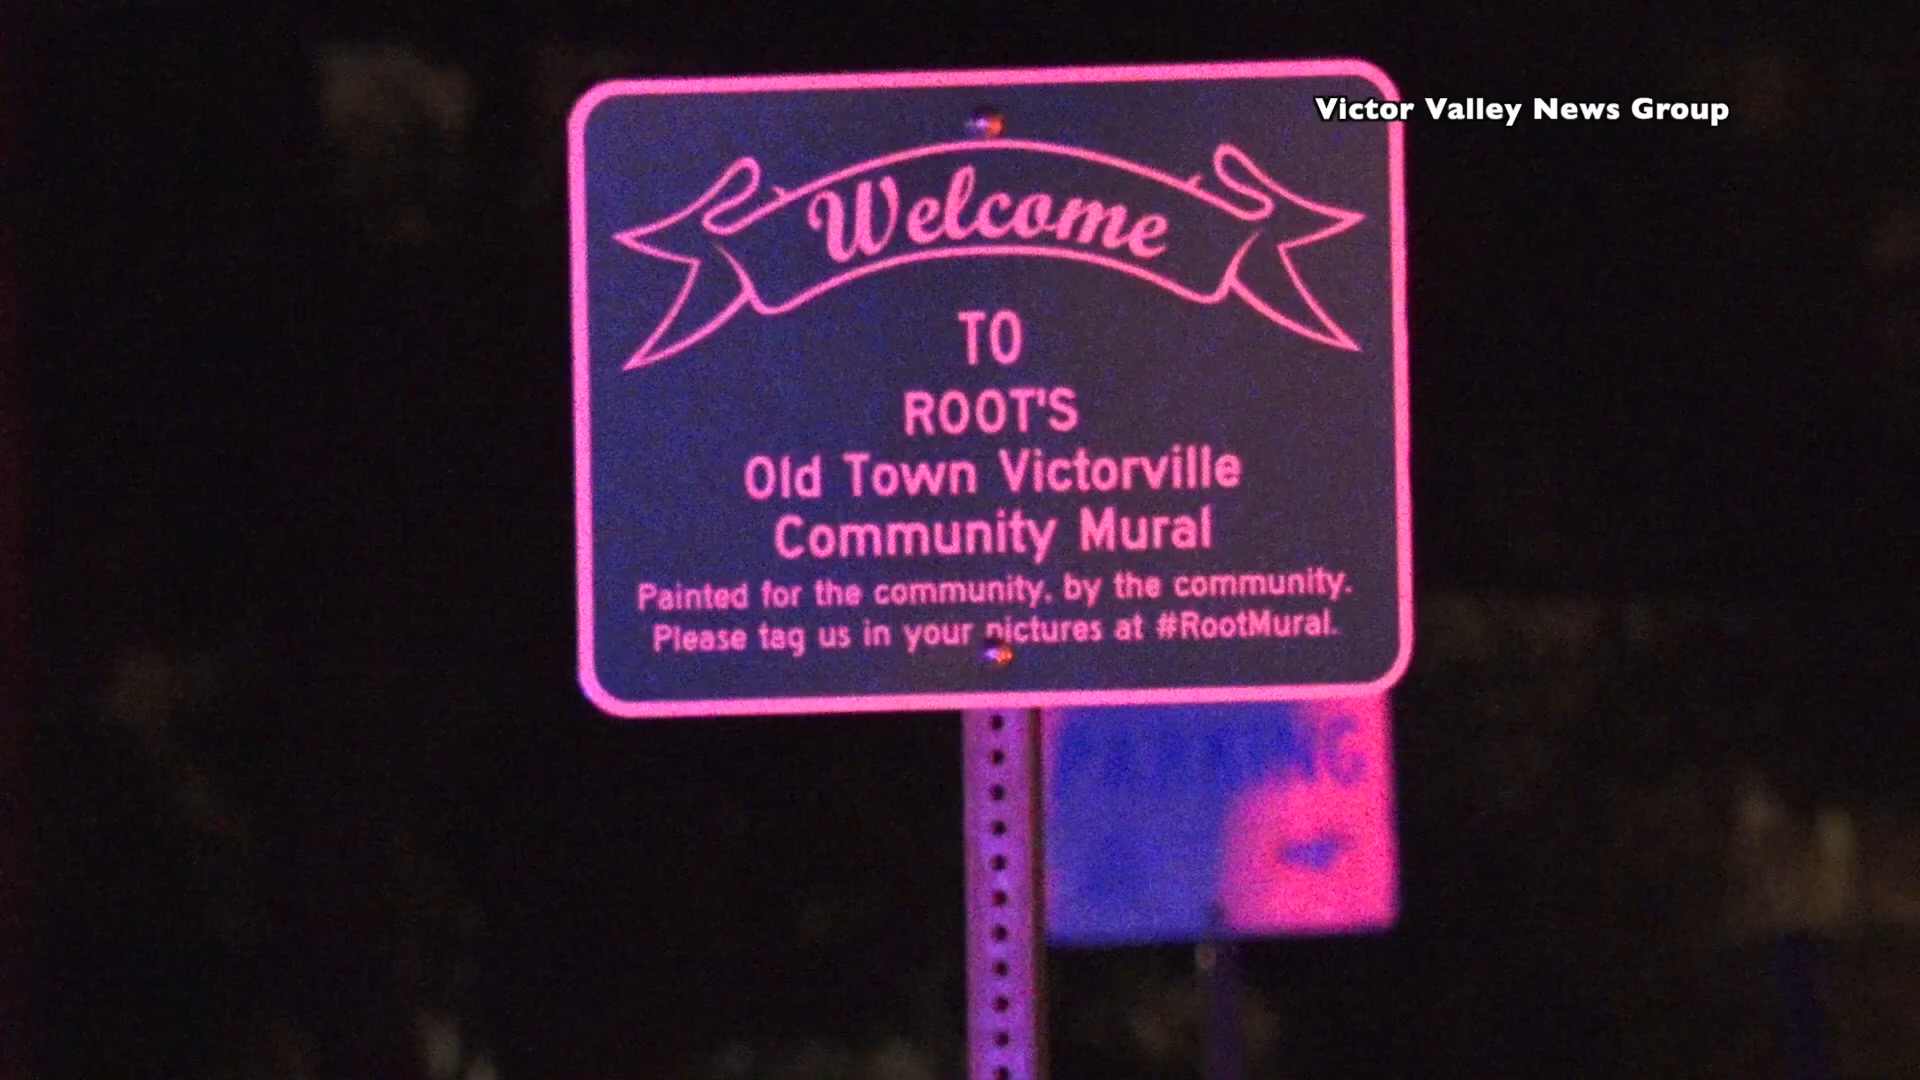 Victor Valley News Group
Welcome
TO
ROOT'S
Old Town Victorville
Community Mural
Painted for the community, by the community.
Please tag us in your pictures at #RootMural.